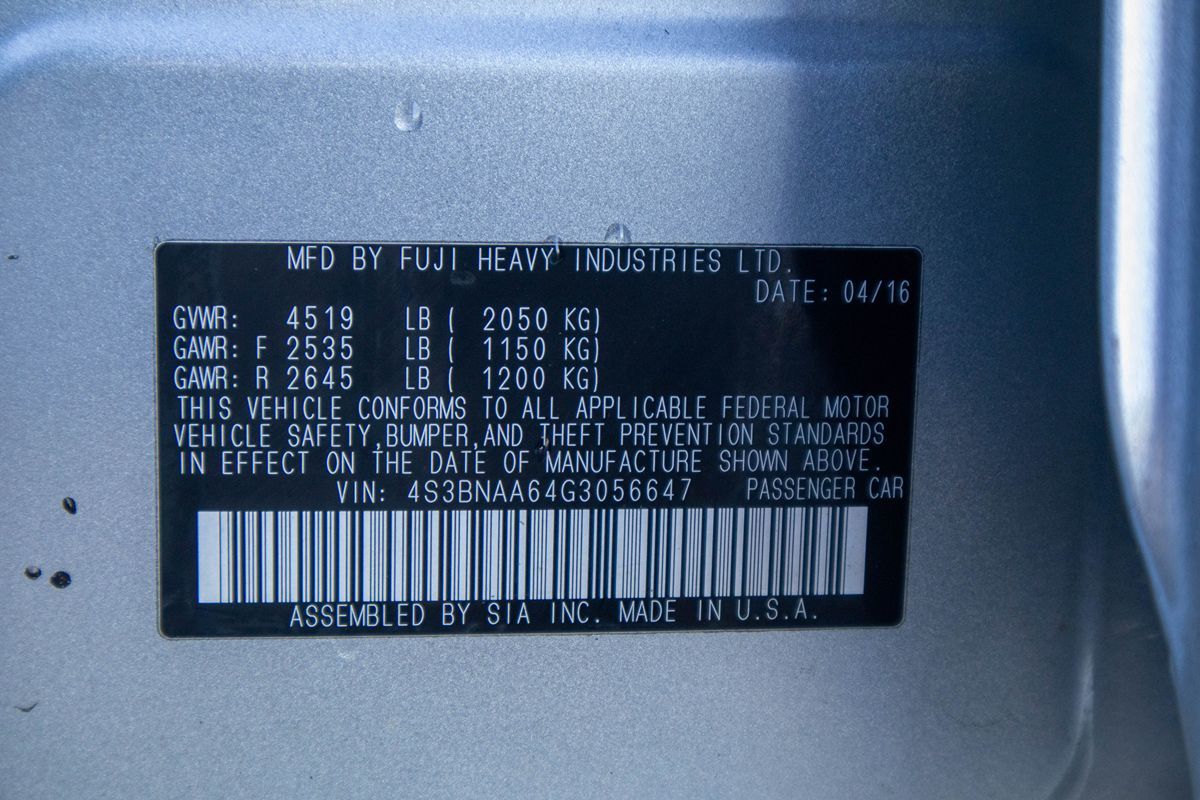 MFD BY FUJI HEAVY INDUSTRIES LTD.
DATE: 04/16
GVWR: 4519 LB ( 2050 KG)
GAWR: F 2535 LB ( 1150 KG)
GAWR: R 2645 LB ( 1200 KG)
THIS VEHICLE CONFORMS TO ALL APPLICABLE FEDERAL MOTOR
VEHICLE SAFETY,BUMPER,AND THEFT PREVENTION STANDARDS
IN EFFECT ON THE DATE OF MANUFACTURE SHOWN ABOVE.
VIN: 4S3BNAA64G3056647 PASSENGER CAR
ASSEMBLED BY SIA INC. MADE IN U.S.A.